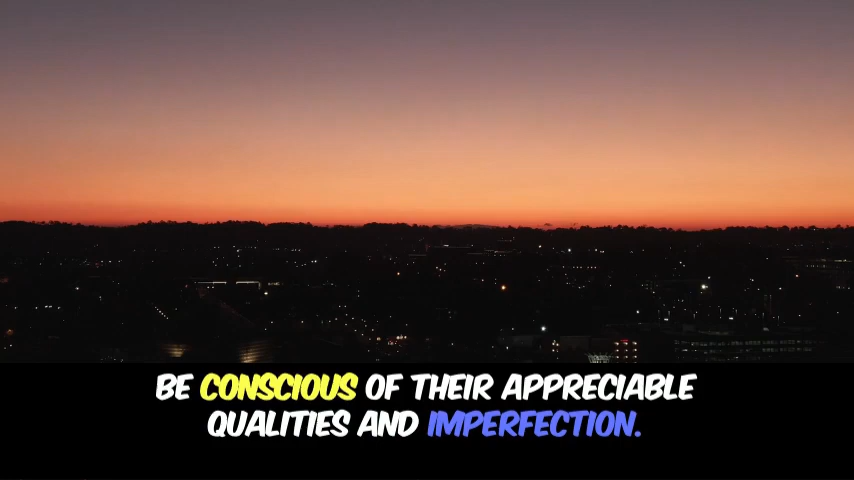 BE CONSCIOUS OF THEIR APPRECIABLE
QUALITIES AND IMPERFECTION.